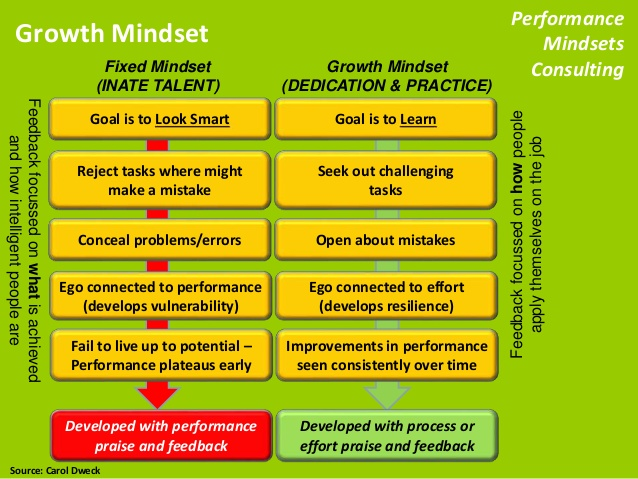 Growth Mindset
Performance
Mindsets
Consulting
Fixed Mindset
(INATE TALENT)
Growth Mindset
(DEDICATION & PRACTICE)
Feedback focussed on what is achieved
and how intelligent people are
Goal is to Look Smart
Goal is to Learn
Reject tasks where might
make a mistake
Seek out challenging
tasks
Conceal problems/errors
Open about mistakes
Ego connected to performance
(develops vulnerability)
Ego connected to effort
(develops resilience)
Fail to live up to potential –
Performance plateaus early
Improvements in performance
seen consistently over time
Developed with performance
praise and feedback
Developed with process or
effort praise and feedback
Feedback focussed on how people
apply themselves on the job
Source: Carol Dweck